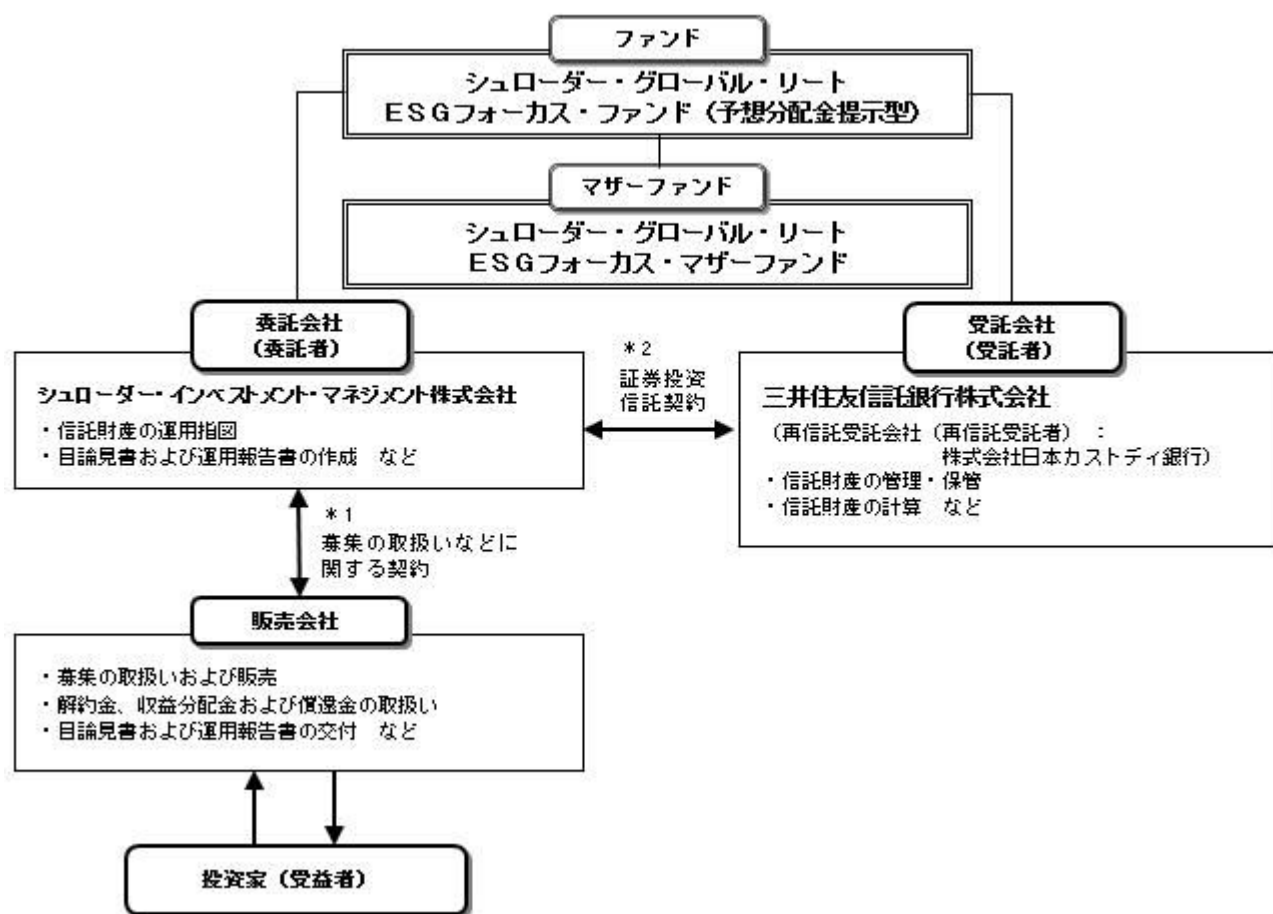 ファンド
シュローダー・グローバル・リート
ESGフォーカス・ファンド(予想分配金提示型)
マザーファンド
シュローダー・グローバル・リート
ESGフォーカス・マザーファンド
委託会社
(委託者)
シュローダー・インベストメント・マネジメント株式会社
・信託財産の運用指図
・目論見書および運用報告書の作成 など
*2
証券投資
信託契約
受託会社
(受託者)
三井住友信託銀行株式会社
(再信託受託会社(再信託受託者) :
株式会社日本カストディ銀行)
・信託財産の管理・保管
・信託財産の計算 など
*1
募集の取扱いなどに
関する契約
販売会社
・募集の取扱いおよび販売
・解約金、収益分配金および償還金の取扱い
・目論見書および運用報告書の交付 など
投資家(受益者)